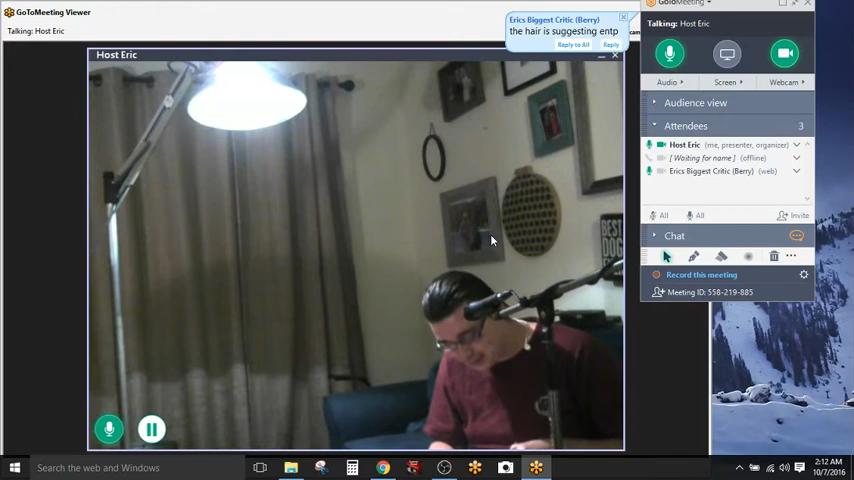 GoToMeeting Viewer
Talking: Host Eric
Host Eric
Erics Biggest Critic (Berry)
the hair is suggesting entp
Reply to All
Reply
GoToMeeting
Talking: Host Eric
Audio
Screen
Webcam
Audience view
Attendees
3
Host Eric (me, presenter, organizer)
[ Waiting for name ] (offline)
Erics Biggest Critic (Berry) (web)
All
All
Invite
Chat
Record this meeting
Meeting ID: 558-219-885
BEST
DOG
Search the web and Windows
2:12 AM
10/7/2016